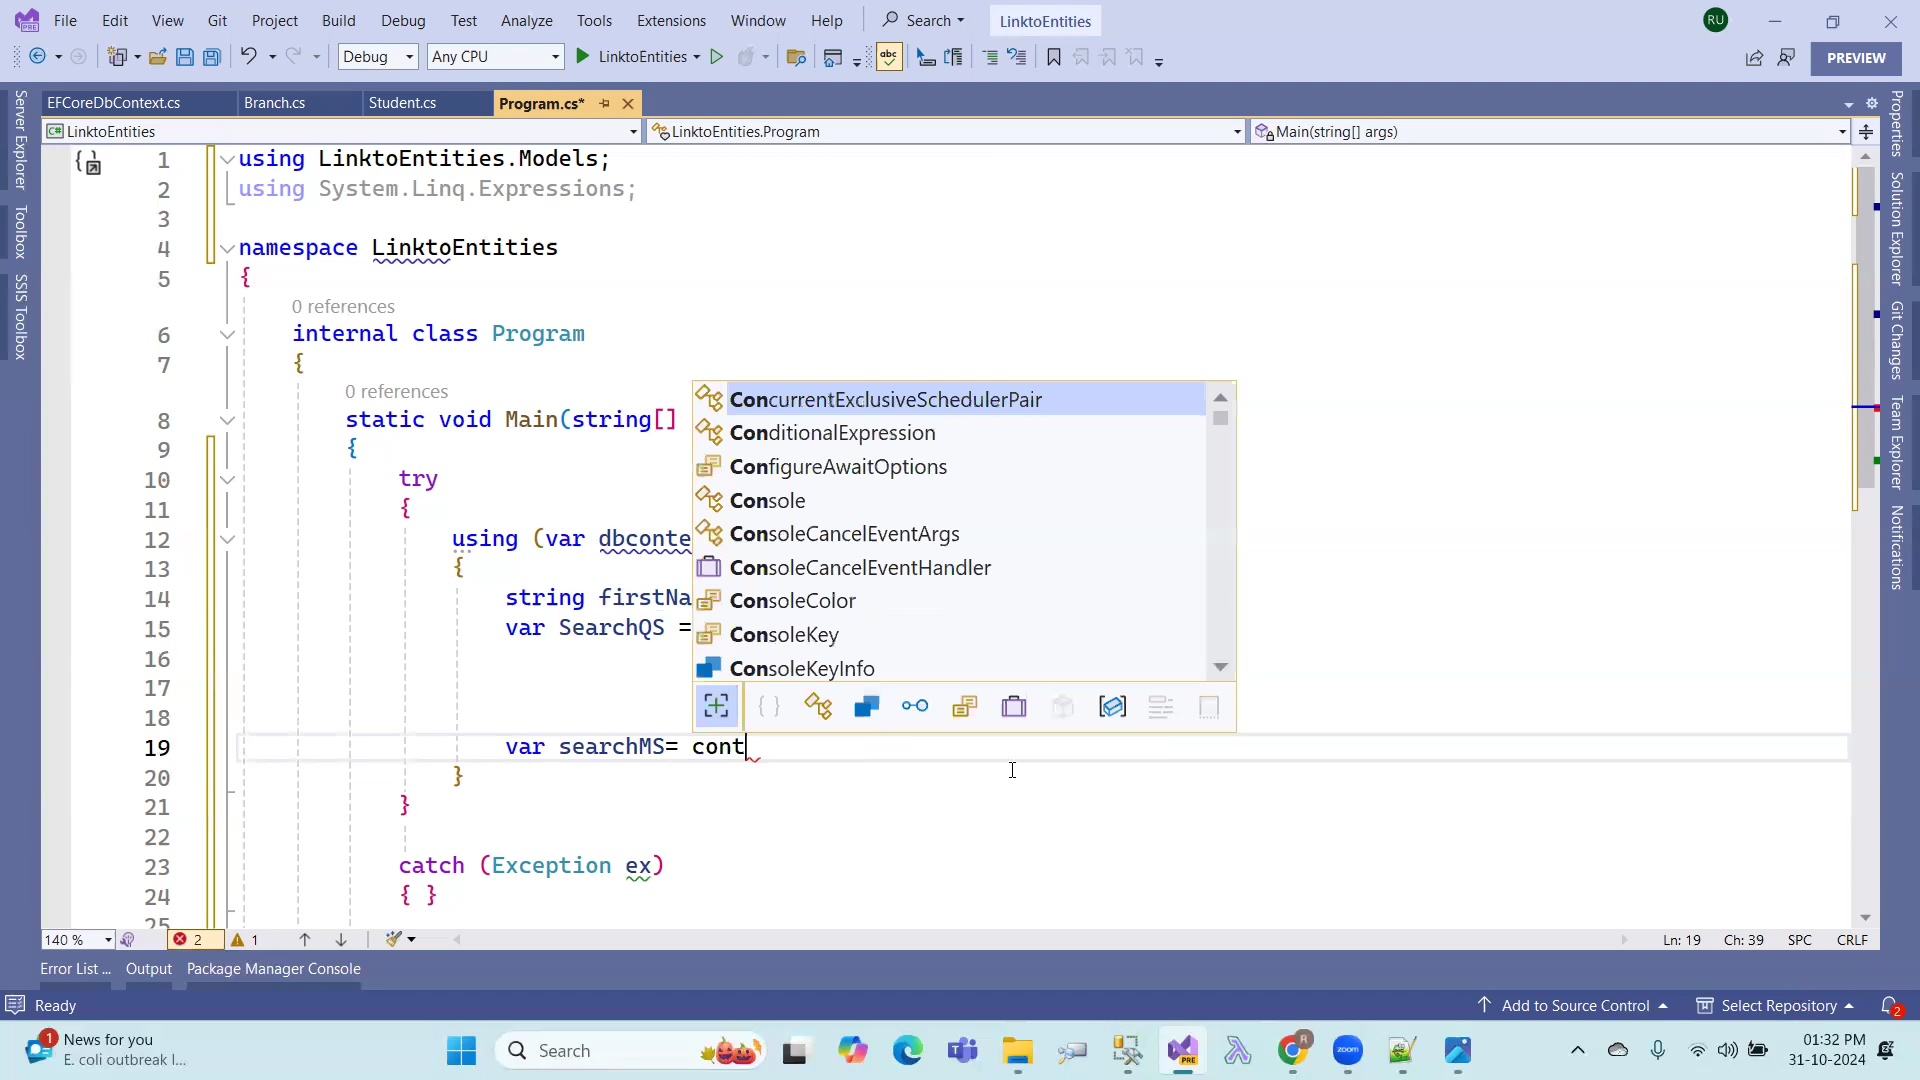 File Edit View Git Project Build Debug Test Analyze Tools Extensions Window Help Search LinktoEntities RU
Debug Any CPU LinktoEntities PREVIEW
EFCoreDbContext.cs Branch.cs Student.cs Program.cs*
C# LinktoEntities LinktoEntities.Program Main(string[] args)
Server Explorer
Toolbox
SSIS Toolbox
1 using LinktoEntities.Models;
2 using System.Linq.Expressions;
3
4 namespace LinktoEntities
5 {
0 references
6 internal class Program
7 {
0 references
8 static void Main(string[]
9 {
10 try
11 {
12 using (var dbconte
13 {
14 string firstNa
15 var SearchQS =
16
17
18
19 var searchMS= cont
20 }
21 }
22
23 catch (Exception ex)
24 { }
25
ConcurrentExclusiveSchedulerPair
ConditionalExpression
ConfigureAwaitOptions
Console
ConsoleCancelEventArgs
ConsoleCancelEventHandler
ConsoleColor
ConsoleKey
ConsoleKeyInfo
Properties
Solution Explorer
Git Changes
Team Explorer
Notifications
140 % 2 1 Ln: 19 Ch: 39 SPC CRLF
Error List ... Output Package Manager Console
Ready Add to Source Control Select Repository 2
1 News for you
E. coli outbreak l...
Search
PRE
zoom
01:32 PM
31-10-2024